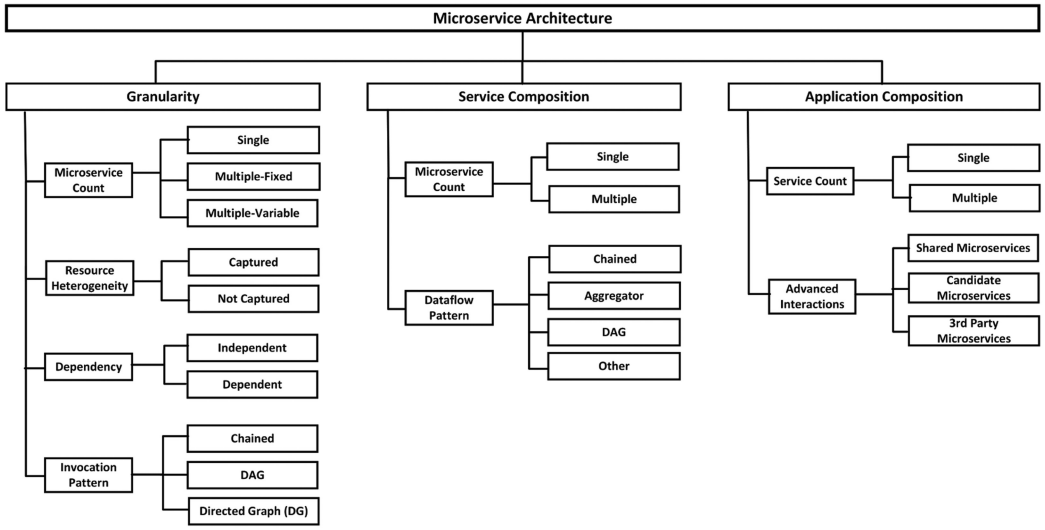 Microservice Architecture
Granularity
Microservice
Count
Single
Multiple-Fixed
Multiple-Variable
Resource
Heterogeneity
Captured
Not Captured
Dependency
Independent
Dependent
Invocation
Pattern
Chained
DAG
Directed Graph (DG)
Service Composition
Microservice
Count
Single
Multiple
Dataflow
Pattern
Chained
Aggregator
DAG
Other
Application Composition
Service Count
Single
Multiple
Advanced
Interactions
Shared Microservices
Candidate
Microservices
3rd Party
Microservices